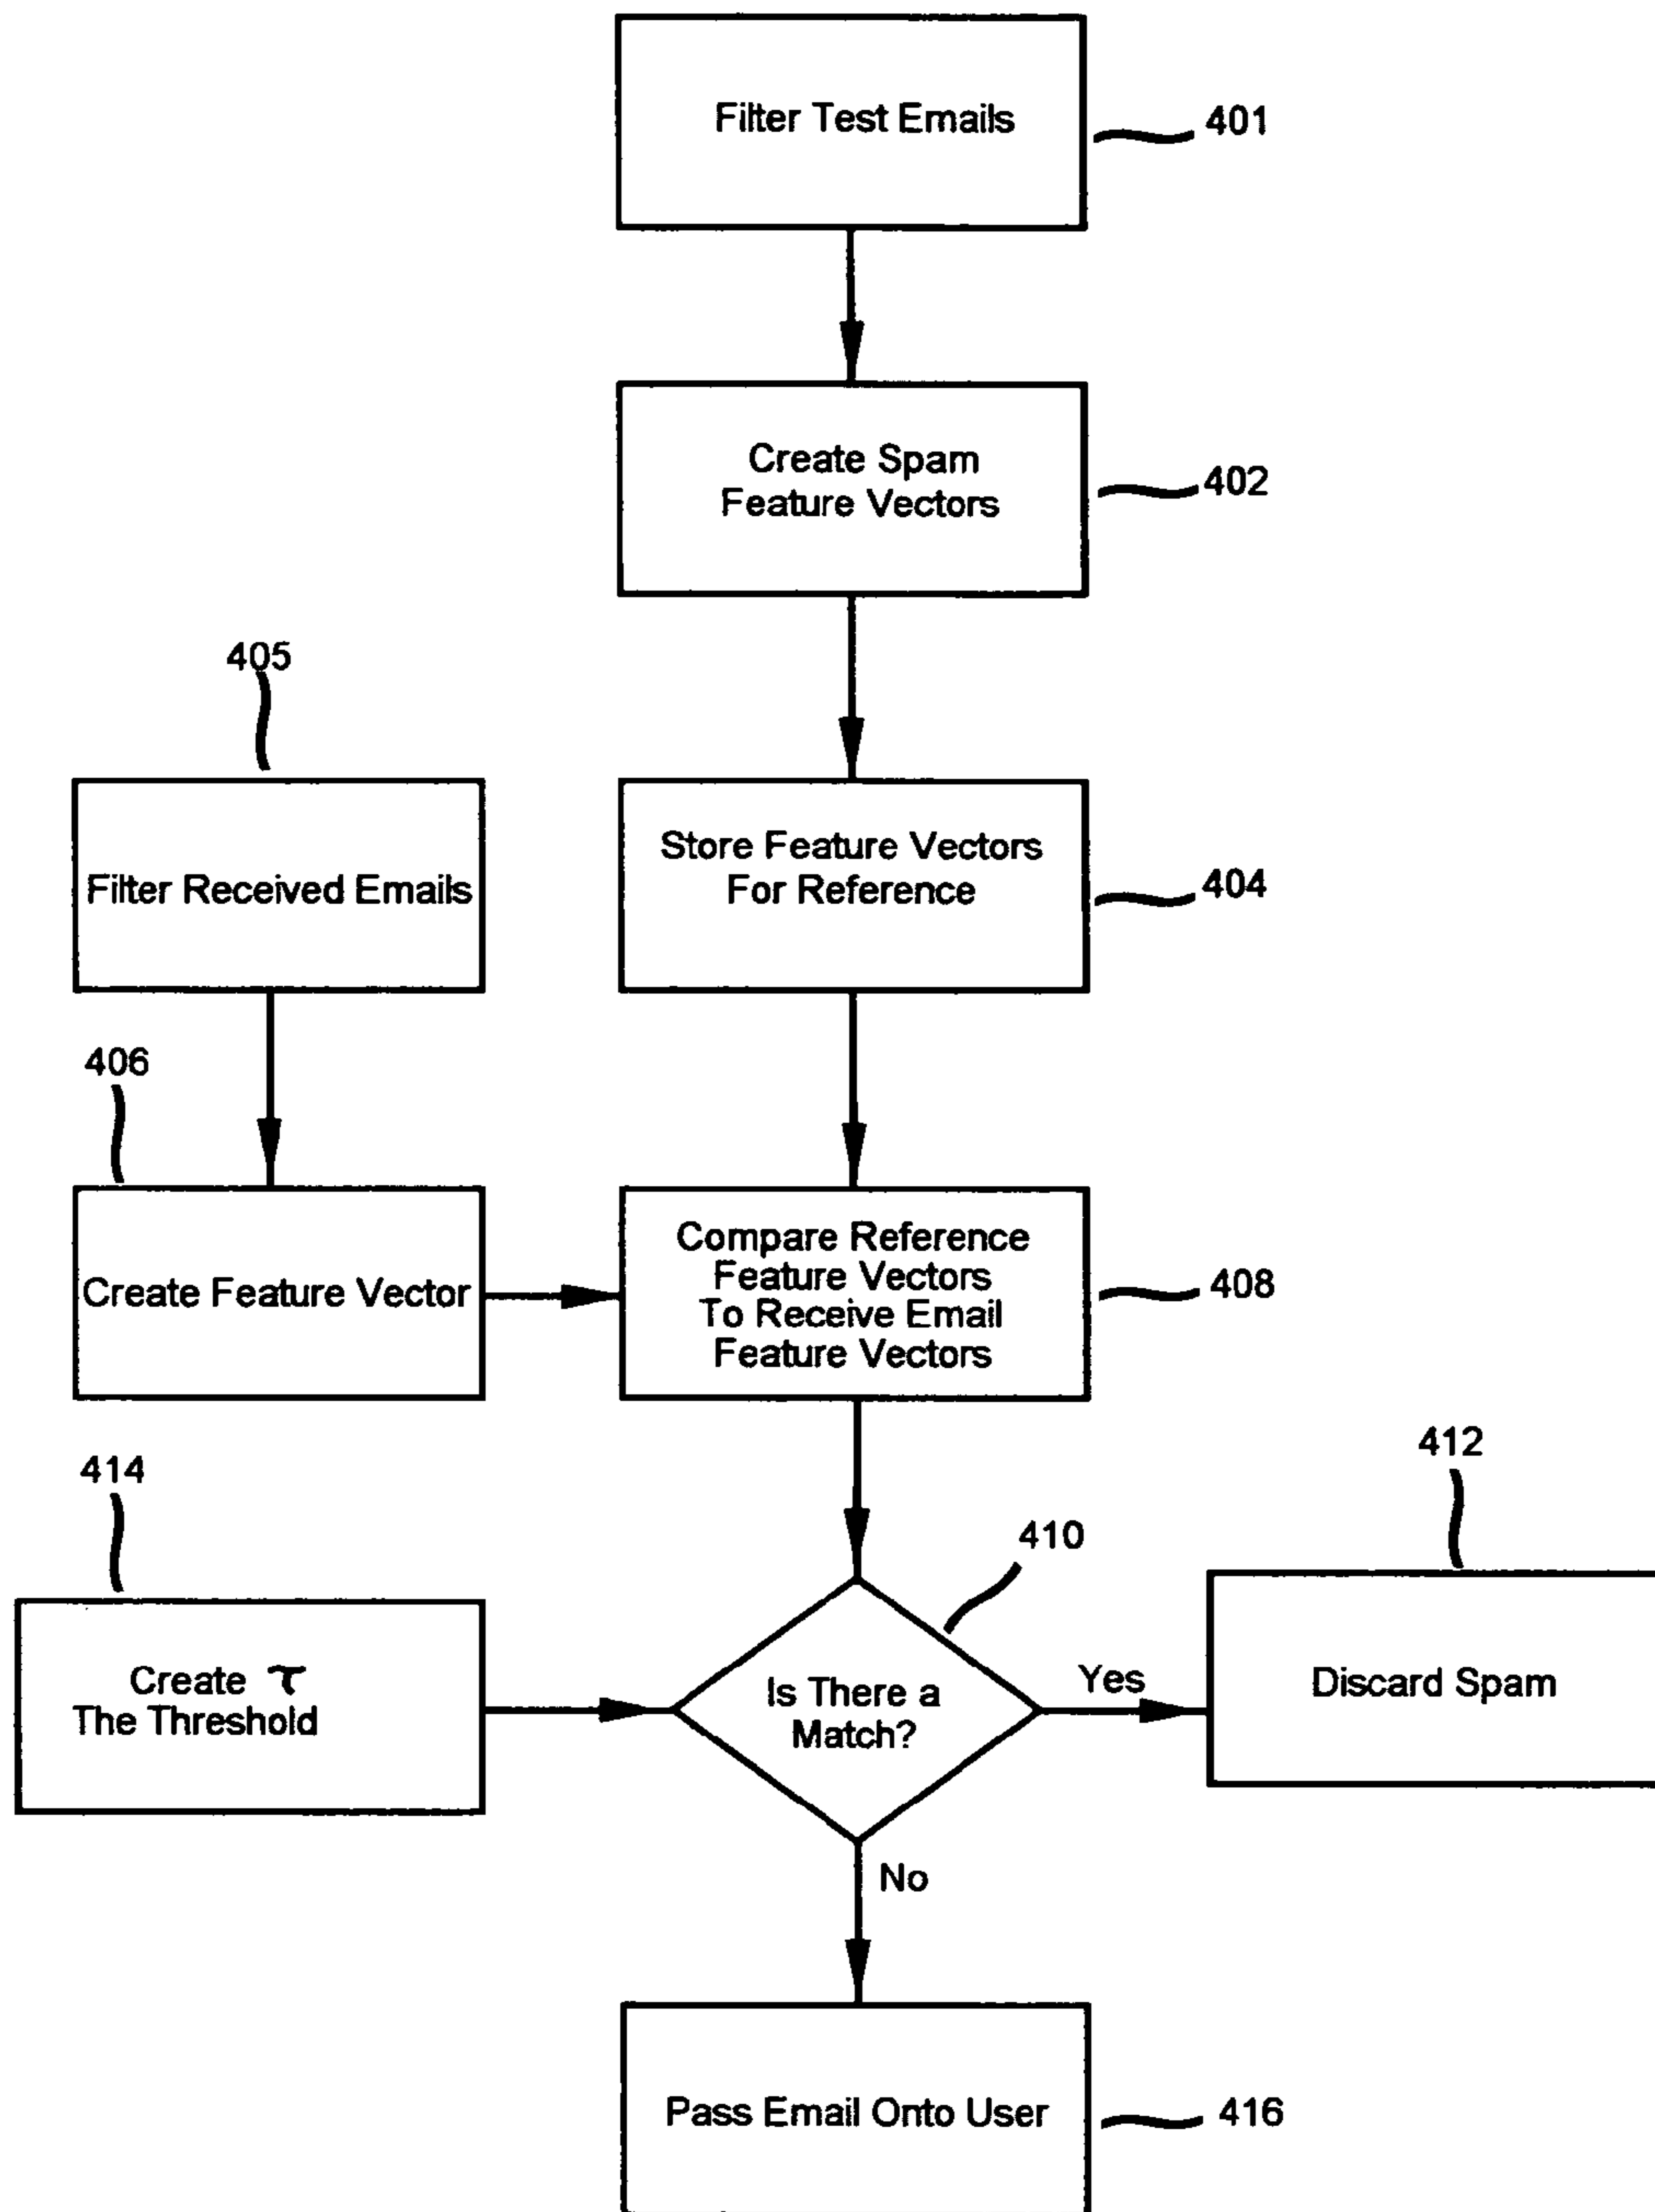 Filter Test Emails
401
Create Spam
Feature Vectors
402
405
Filter Received Emails
Store Feature Vectors
For Reference
404
406
Create Feature Vector
Compare Reference
Feature Vectors
To Receive Email
Feature Vectors
408
414
Create τ
The Threshold
410
Is There a
Match?
Yes
412
Discard Spam
No
Pass Email Onto User
416